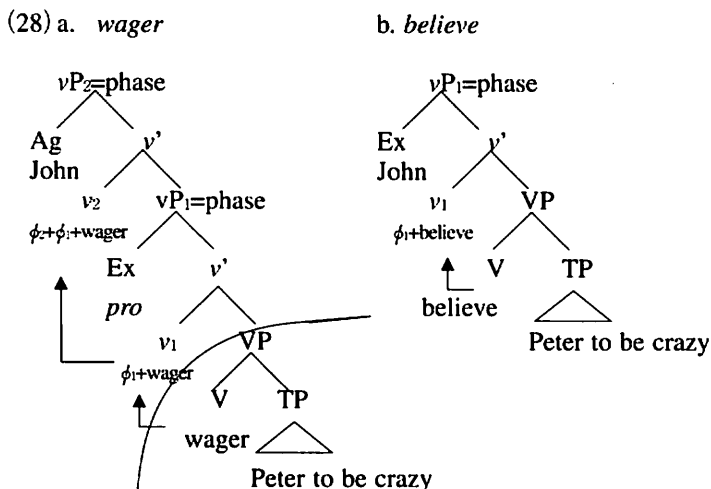 (28) a. wager b. believe
vP₂=phase vP₁=phase
Ag v' Ex v'
John John
v₂ vP₁=phase v₁ VP
ϕ₂+ϕ₁+wager ϕ₁+believe
Ex v' V TP
pro believe
v₁ VP Peter to be crazy
ϕ₁+wager
V TP
wager
Peter to be crazy